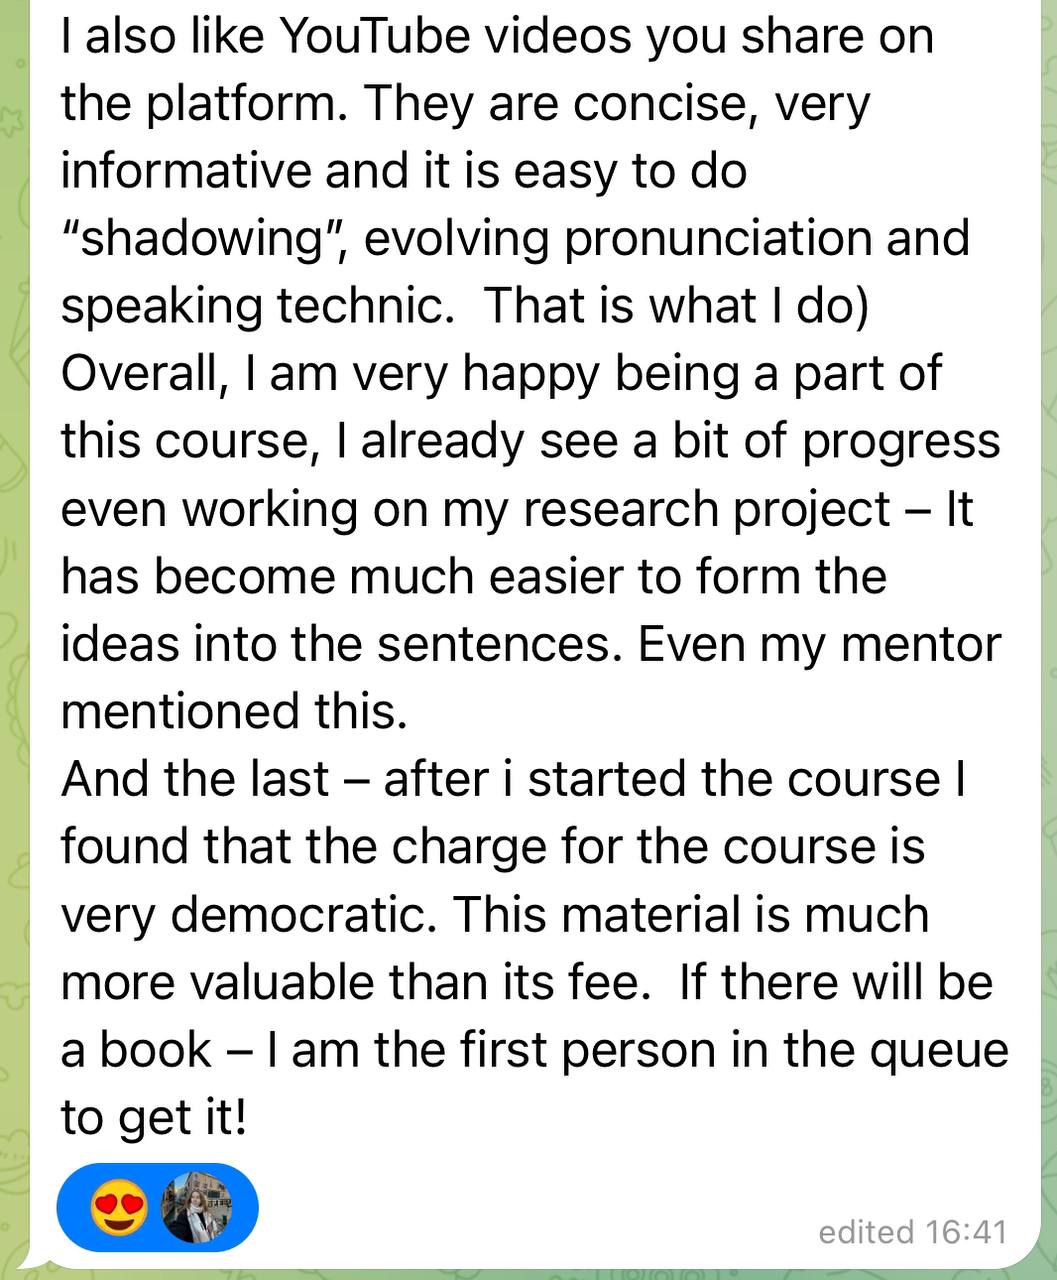 I also like YouTube videos you share on
the platform. They are concise, very
informative and it is easy to do
“shadowing”, evolving pronunciation and
speaking technic.  That is what I do)
Overall, I am very happy being a part of
this course, I already see a bit of progress
even working on my research project – It
has become much easier to form the
ideas into the sentences. Even my mentor
mentioned this.
And the last – after i started the course I
found that the charge for the course is
very democratic. This material is much
more valuable than its fee.  If there will be
a book – I am the first person in the queue
to get it!
edited 16:41